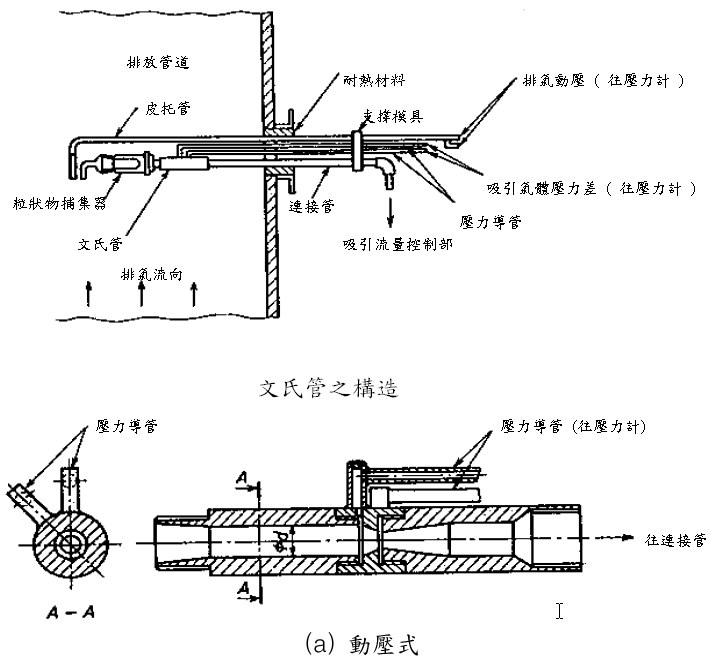 排放管道
耐熱材料
排氣動壓 ( 往壓力計 )
皮托管
支撐模具
吸引氣體壓力差 ( 往壓力計 )
粒狀物捕集器
連接管
壓力導管
文氏管
吸引流量控制部
排氣流向
文氏管之構造
壓力導管
壓力導管 (往壓力計)
A
φd
往連接管
A
A - A
(a) 動壓式